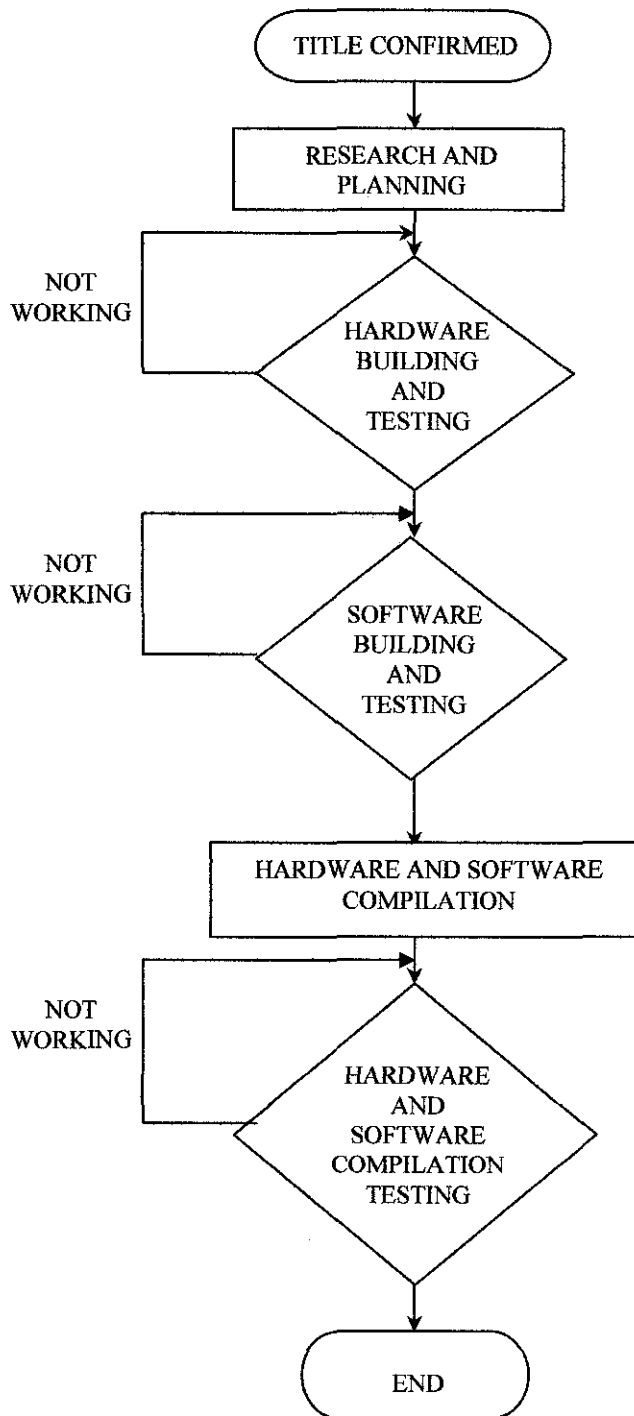 TITLE CONFIRMED
RESEARCH AND
PLANNING
NOT
WORKING
HARDWARE
BUILDING
AND
TESTING
NOT
WORKING
SOFTWARE
BUILDING
AND
TESTING
HARDWARE AND SOFTWARE
COMPILATION
NOT
WORKING
HARDWARE
AND
SOFTWARE
COMPILATION
TESTING
END